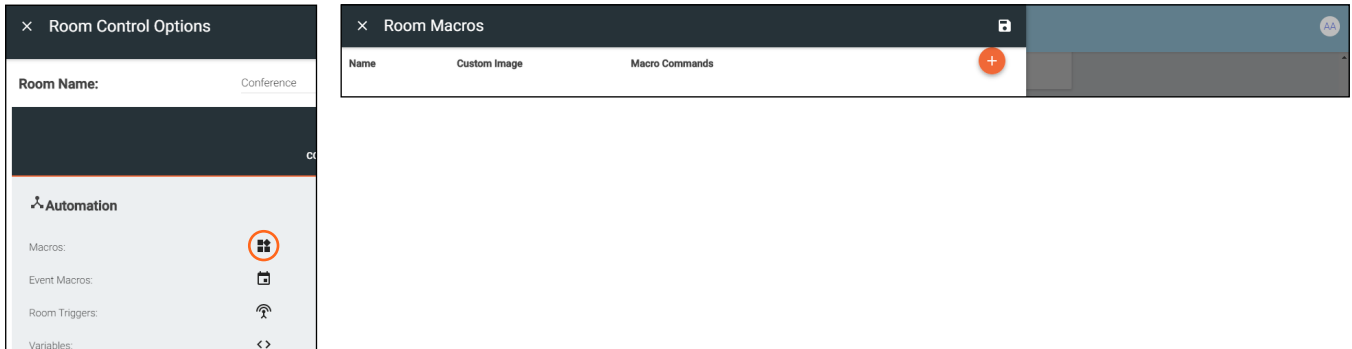 × Room Control Options
Room Name: Conference
CO
Automation
Macros:
Event Macros:
Room Triggers:
Variables:
× Room Macros
AA
Name Custom Image Macro Commands